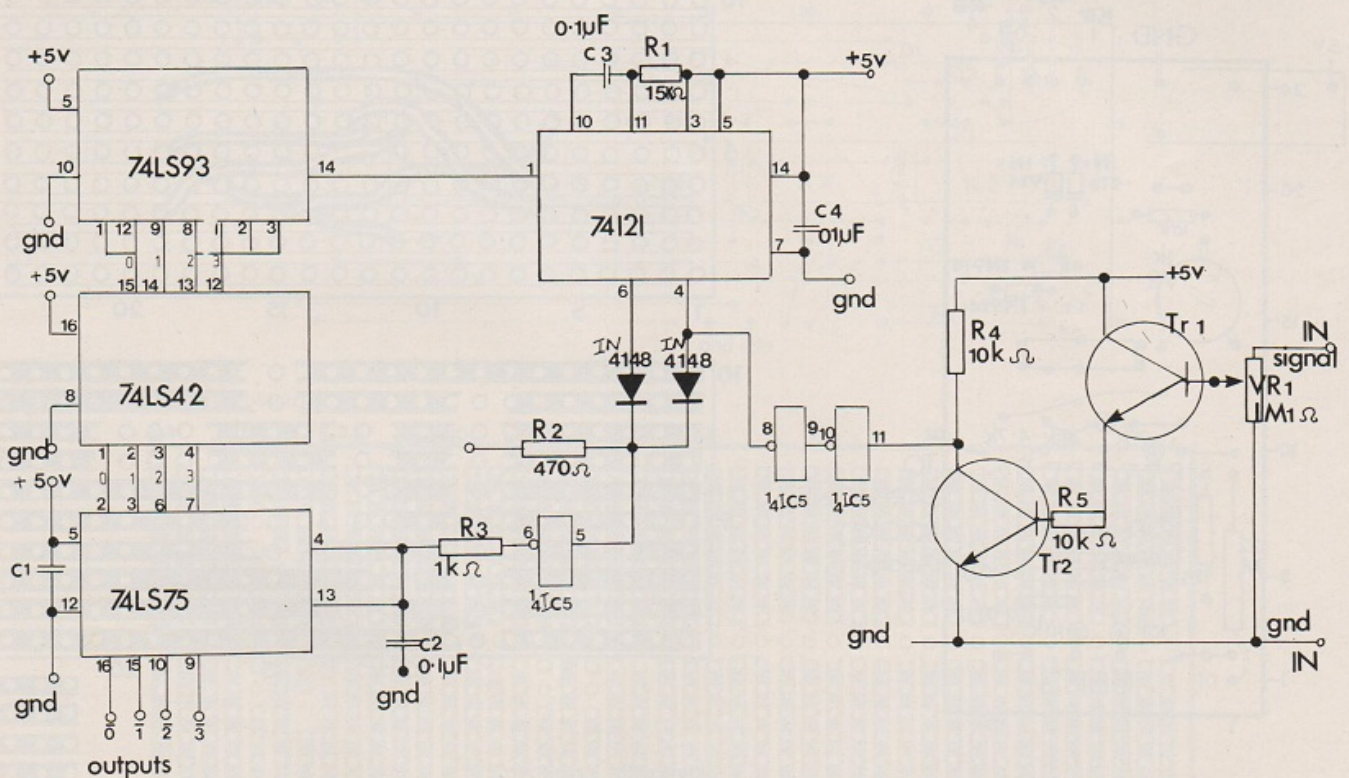 0·1µF
C3
R1
15kΩ
+5v
+5v
5
10
11
3
5
74LS93
10
14
1
14
74121
C4
01µF
7
gnd
gnd
1 12 9 8 1 2 3
0 1 2 3
15 14 13 12
+5v
16
6
4
+5v
Tr 1
IN
signal
R4
10k Ω
IN
4148
IN
4148
VR1
1M1Ω
74LS42
8
R2
470Ω
8
9
10
11
¼IC5
¼IC5
gnd
1 2 3 4
0 1 2 3
2 3 6 7
+ 5v
5
C1
12
74LS75
4
13
R3
1kΩ
6
5
¼IC5
R5
10k Ω
Tr2
C2
0·1µF
gnd
gnd
gnd
IN
gnd
16 15 10 9
0 1 2 3
outputs